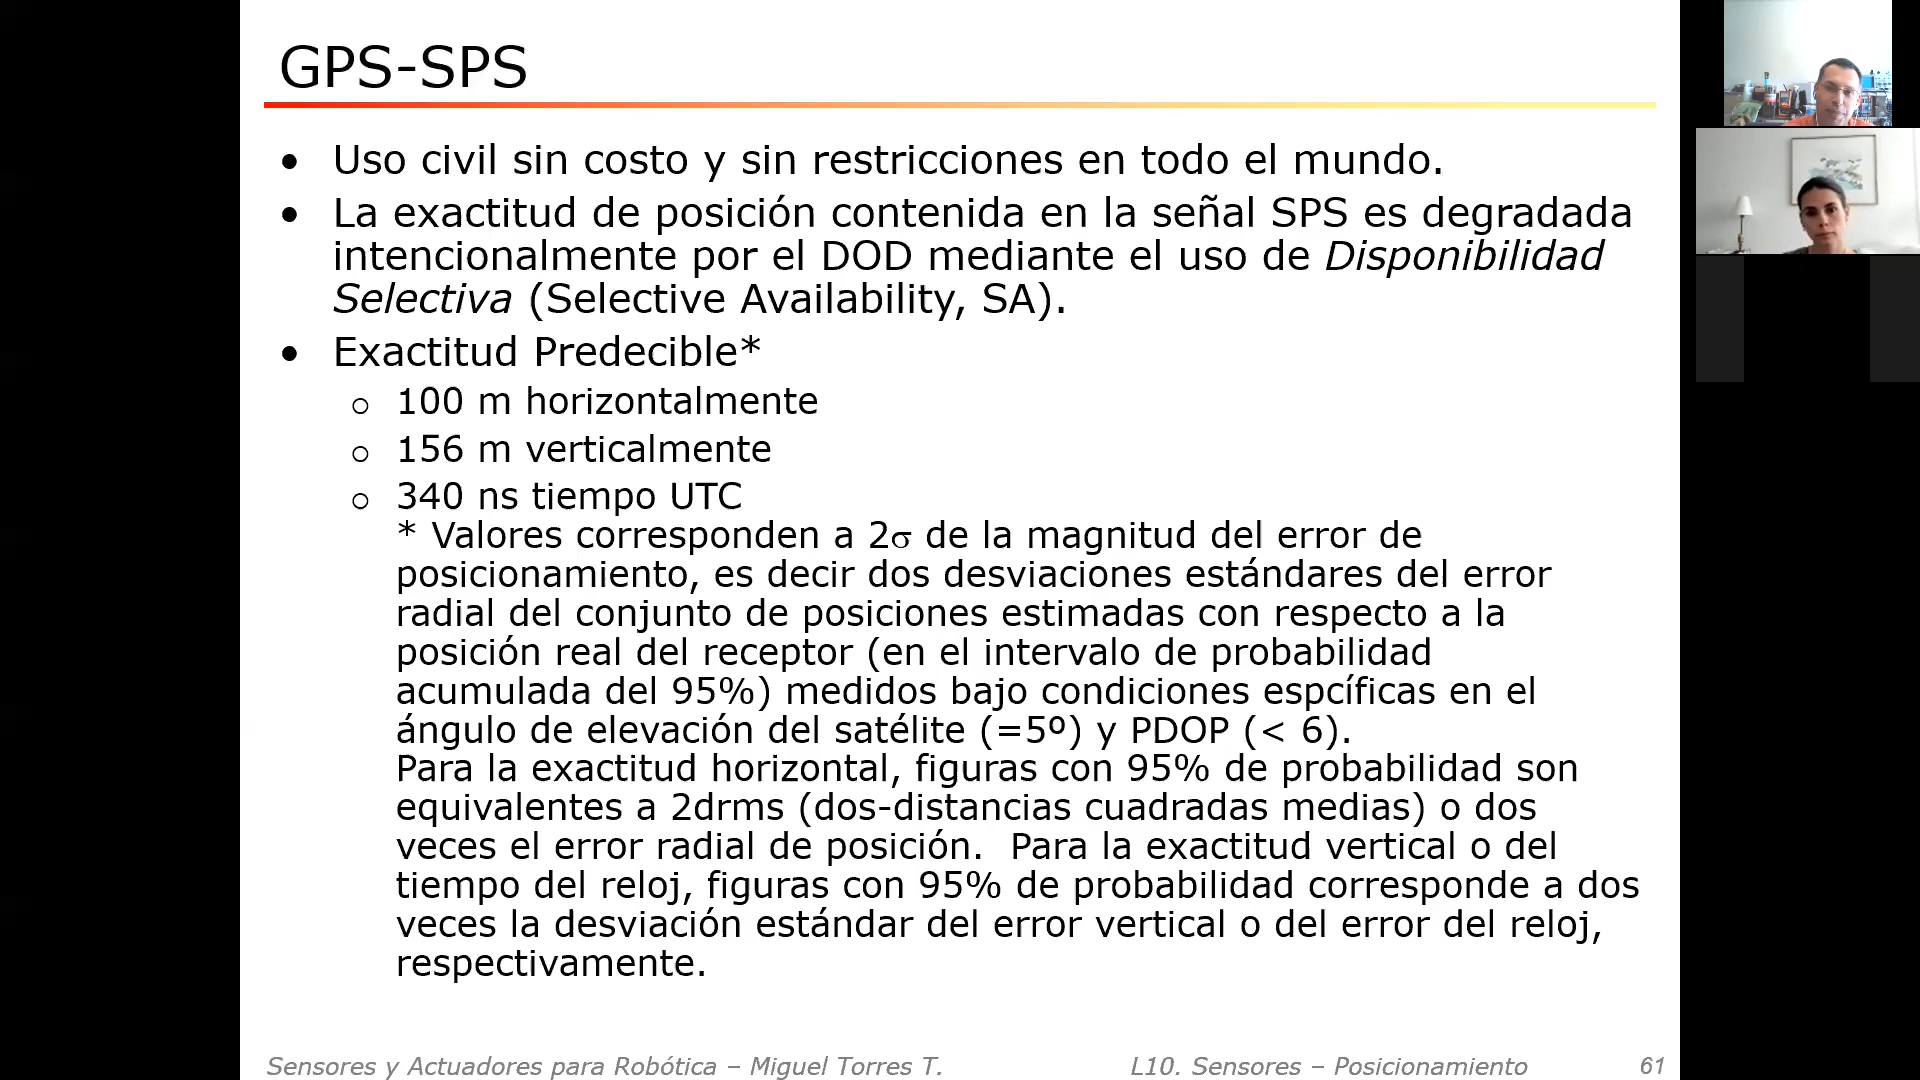 GPS-SPS
• Uso civil sin costo y sin restricciones en todo el mundo.
• La exactitud de posición contenida en la señal SPS es degradada
intencionalmente por el DOD mediante el uso de Disponibilidad
Selectiva (Selective Availability, SA).
• Exactitud Predecible*
o 100 m horizontalmente
o 156 m verticalmente
o 340 ns tiempo UTC
* Valores corresponden a 2σ de la magnitud del error de
posicionamiento, es decir dos desviaciones estándares del error
radial del conjunto de posiciones estimadas con respecto a la
posición real del receptor (en el intervalo de probabilidad
acumulada del 95%) medidos bajo condiciones espcíficas en el
ángulo de elevación del satélite (=5º) y PDOP (< 6).
Para la exactitud horizontal, figuras con 95% de probabilidad son
equivalentes a 2drms (dos-distancias cuadradas medias) o dos
veces el error radial de posición.  Para la exactitud vertical o del
tiempo del reloj, figuras con 95% de probabilidad corresponde a dos
veces la desviación estándar del error vertical o del error del reloj,
respectivamente.
Sensores y Actuadores para Robótica – Miguel Torres T.
L10. Sensores – Posicionamiento
61